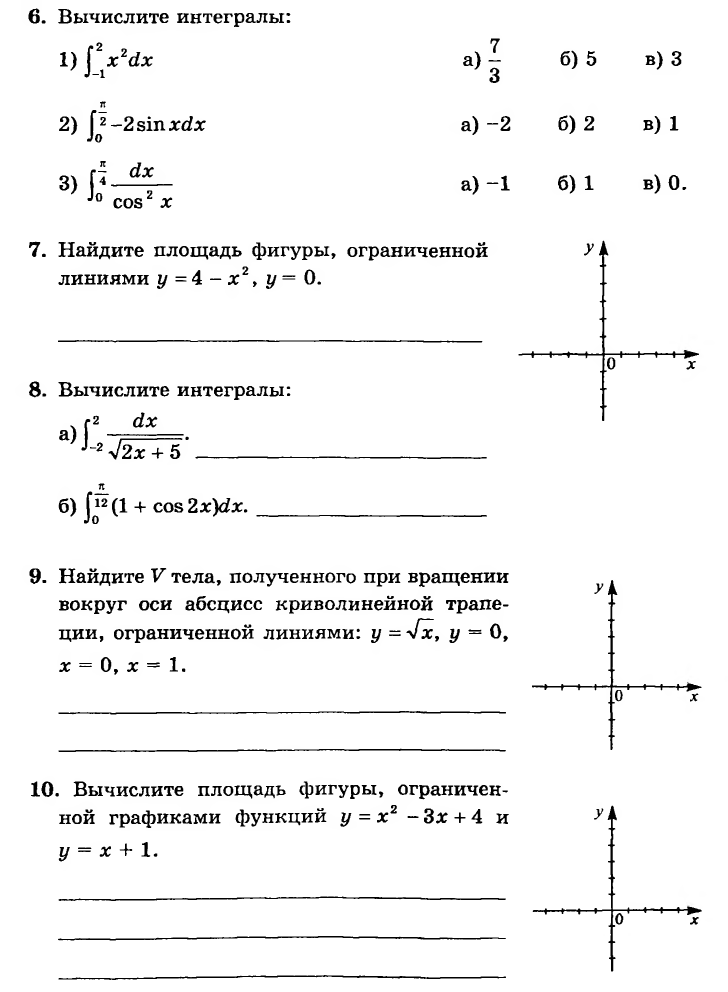 6. Вычислите интегралы:
1) ∫₋₁² x²dx а) 7/3 б) 5 в) 3
2) ∫₀^(π/2) –2sin xdx а) –2 б) 2 в) 1
3) ∫₀^(π/4) dx/cos² x а) –1 б) 1 в) 0.
7. Найдите площадь фигуры, ограниченной
линиями y = 4 – x², y = 0.
y
0
x
8. Вычислите интегралы:
а) ∫₋₂² dx/√(2x + 5).
б) ∫₀^(π/12) (1 + cos 2x)dx.
9. Найдите V тела, полученного при вращении
вокруг оси абсцисс криволинейной трапе-
ции, ограниченной линиями: y = √x, y = 0,
x = 0, x = 1.
y
0
x
10. Вычислите площадь фигуры, ограничен-
ной графиками функций y = x² – 3x + 4 и
y = x + 1.
y
0
x